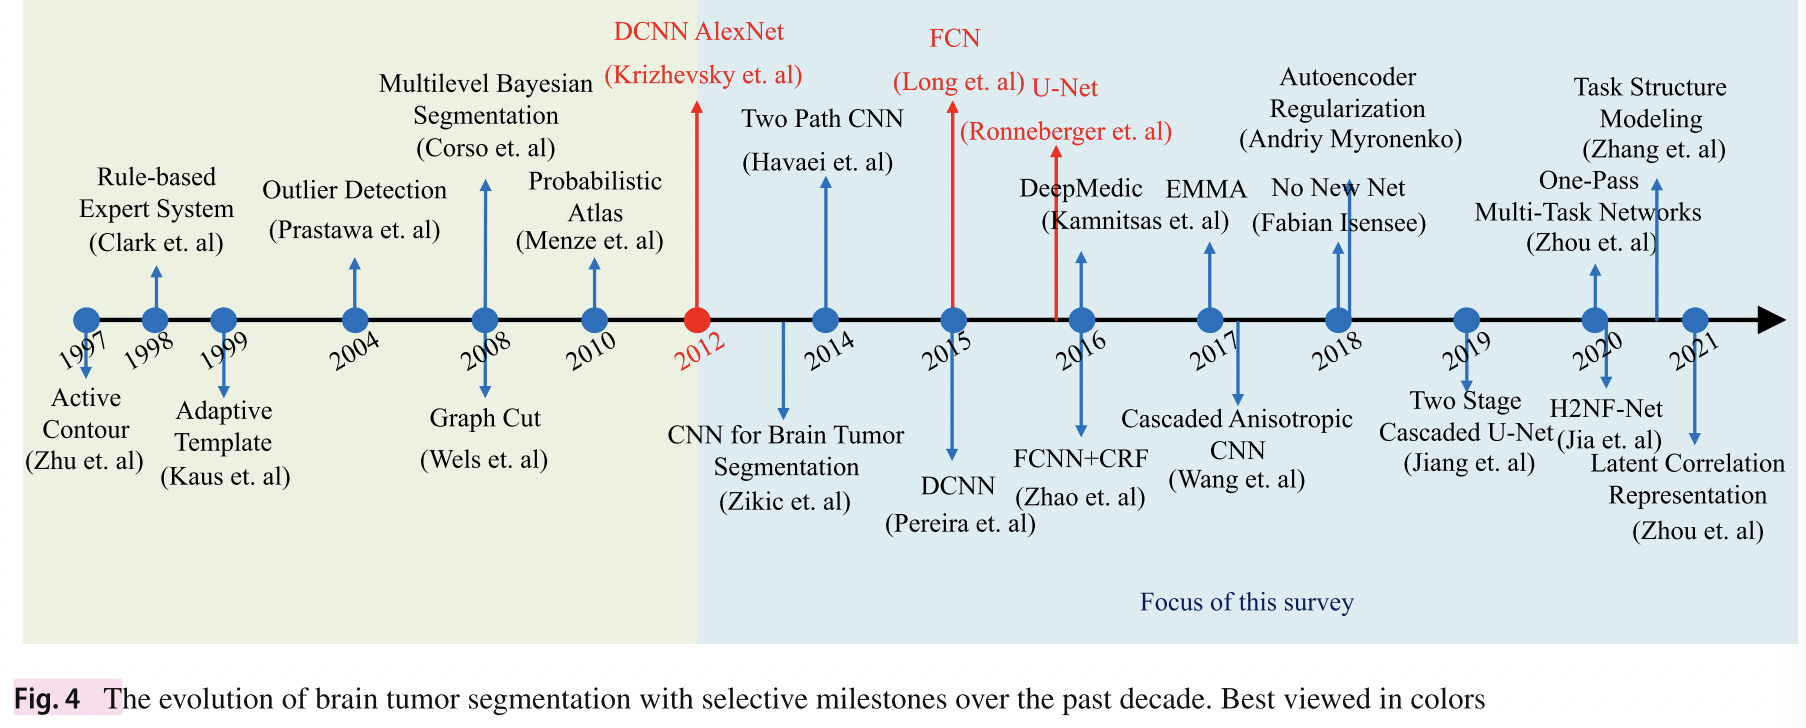 DCNN AlexNet
(Krizhevsky et. al)
FCN
(Long et. al)
U-Net
(Ronneberger et. al)
Multilevel Bayesian
Segmentation
(Corso et. al)
Two Path CNN
(Havaei et. al)
Autoencoder
Regularization
(Andriy Myronenko)
Task Structure
Modeling
(Zhang et. al)
Rule-based
Expert System
(Clark et. al)
Outlier Detection
(Prastawa et. al)
Probabilistic
Atlas
(Menze et. al)
DeepMedic EMMA
(Kamnitsas et. al)
No New Net
(Fabian Isensee)
One-Pass
Multi-Task Networks
(Zhou et. al)
1997 1998 1999 2004 2008 2010 2012 2014 2015 2016 2017 2018 2019 2020 2021
Active
Contour
(Zhu et. al)
Adaptive
Template
(Kaus et. al)
Graph Cut
(Wels et. al)
CNN for Brain Tumor
Segmentation
(Zikic et. al)
DCNN
(Pereira et. al)
FCNN+CRF
(Zhao et. al)
Cascaded Anisotropic
CNN
(Wang et. al)
Two Stage
Cascaded U-Net
(Jiang et. al)
H2NF-Net
(Jia et. al)
Latent Correlation
Representation
(Zhou et. al)
Focus of this survey
Fig. 4 The evolution of brain tumor segmentation with selective milestones over the past decade. Best viewed in colors